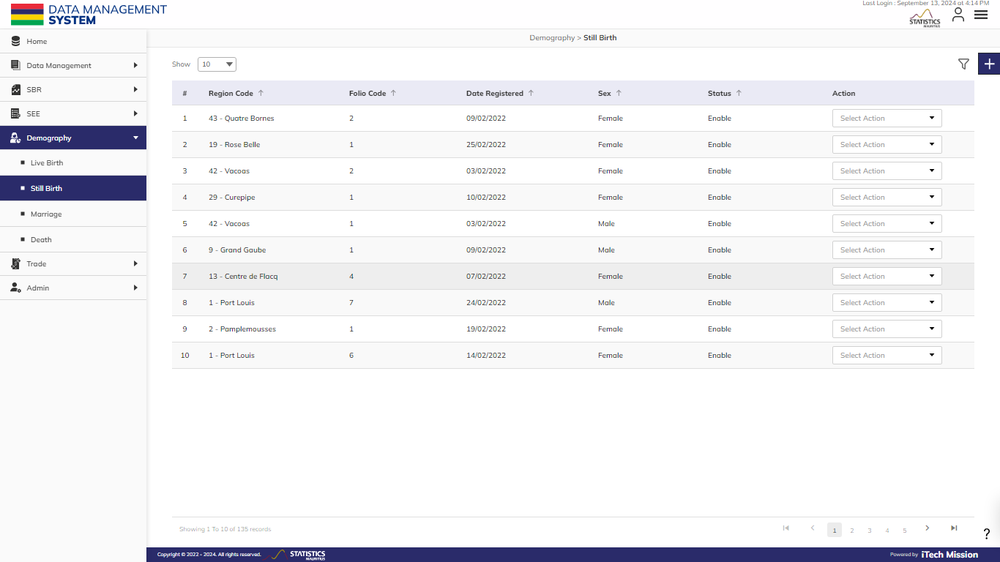 Last Login : September 13, 2024 at 4:14 PM
DATA MANAGEMENT
SYSTEM
STATISTICS
MAURITIUS
Demography > Still Birth
Home
Data Management
SBR
SEE
Demography
Live Birth
Still Birth
Marriage
Death
Trade
Admin
Show 10
# Region Code Folio Code Date Registered Sex Status Action
1 43 - Quatre Bornes 2 09/02/2022 Female Enable Select Action
2 19 - Rose Belle 1 25/02/2022 Female Enable Select Action
3 42 - Vacoas 2 03/02/2022 Female Enable Select Action
4 29 - Curepipe 1 10/02/2022 Female Enable Select Action
5 42 - Vacoas 1 03/02/2022 Male Enable Select Action
6 9 - Grand Gaube 1 09/02/2022 Male Enable Select Action
7 13 - Centre de Flacq 4 07/02/2022 Female Enable Select Action
8 1 - Port Louis 7 24/02/2022 Male Enable Select Action
9 2 - Pamplemousses 1 19/02/2022 Female Enable Select Action
10 1 - Port Louis 6 14/02/2022 Female Enable Select Action
Showing 1 To 10 of 135 records
1 2 3 4 5
?
Copyright © 2022 - 2024. All rights reserved.
STATISTICS
MAURITIUS
Powered by iTech Mission